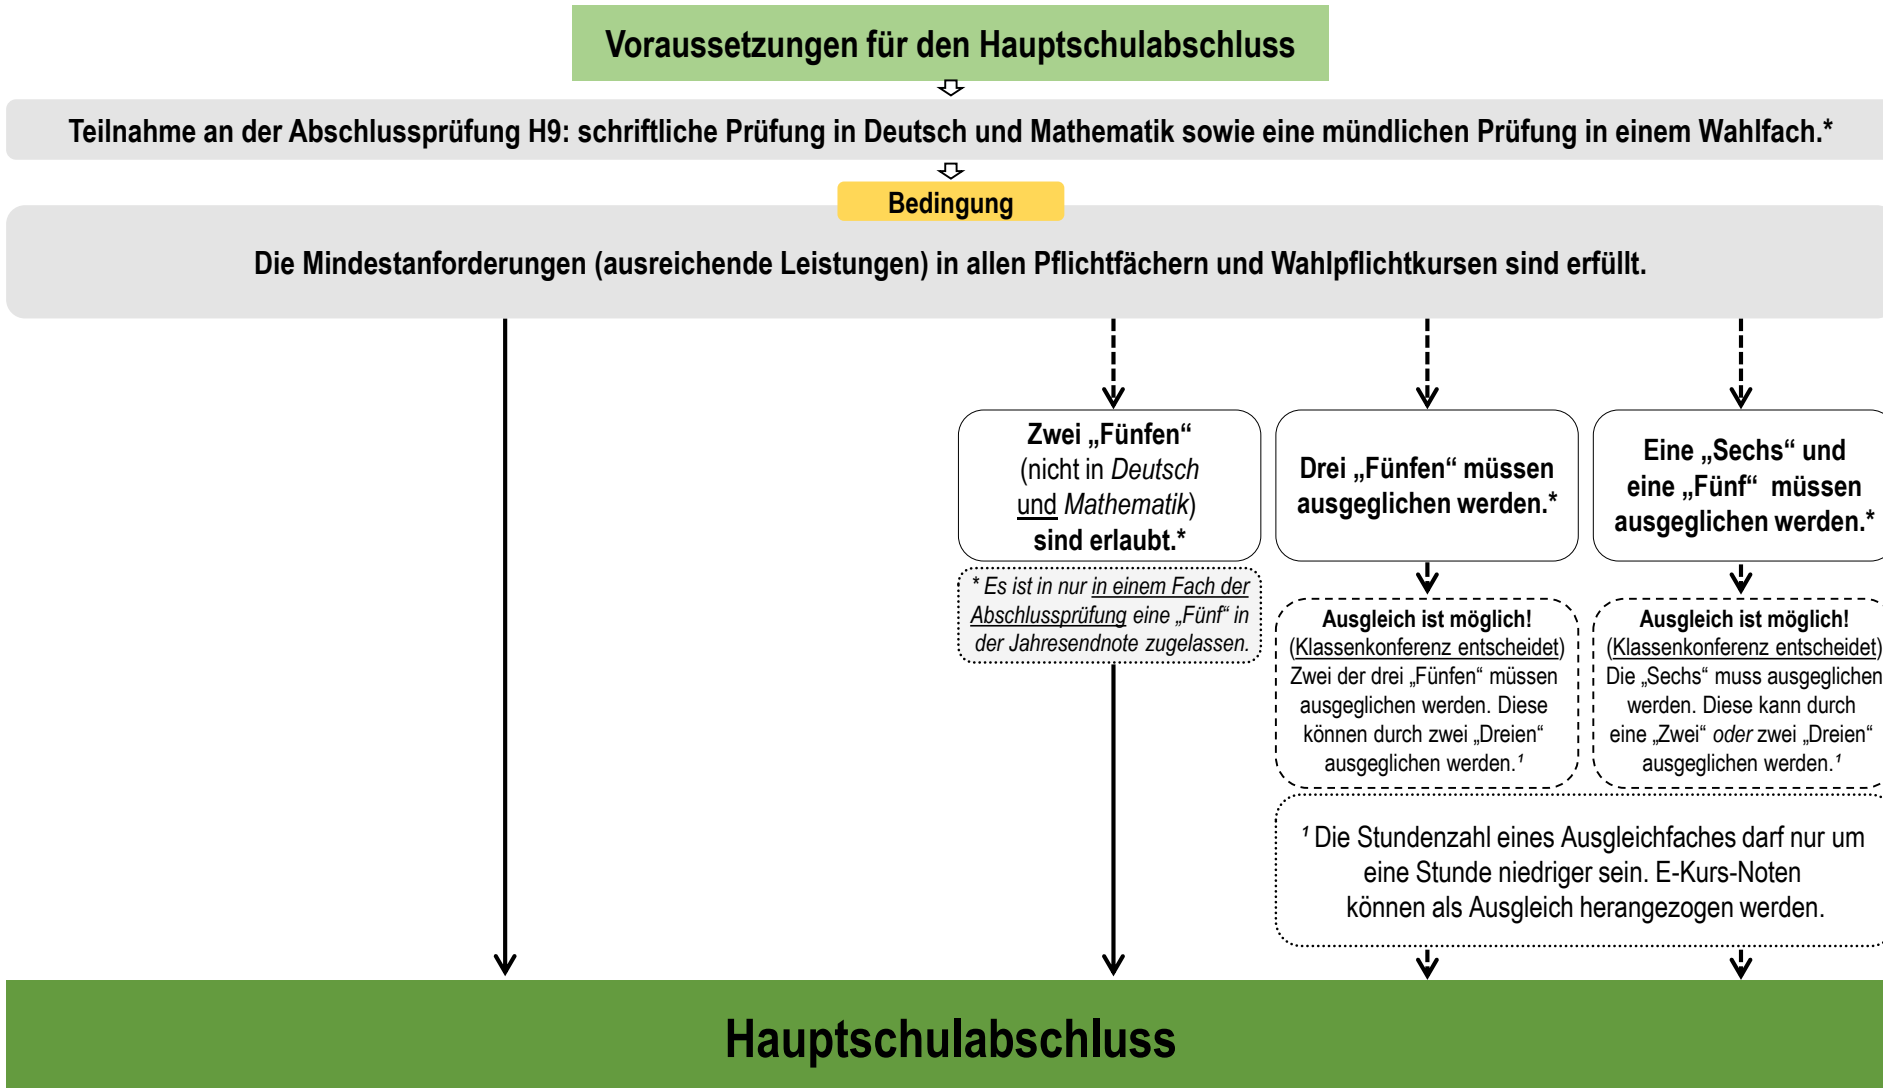 Voraussetzungen für den Hauptschulabschluss
Teilnahme an der Abschlussprüfung H9: schriftliche Prüfung in Deutsch und Mathematik sowie eine mündlichen Prüfung in einem Wahlfach.*
Bedingung
Die Mindestanforderungen (ausreichende Leistungen) in allen Pflichtfächern und Wahlpflichtkursen sind erfüllt.
Zwei „Fünfen“
(nicht in Deutsch
und Mathematik)
sind erlaubt.*
* Es ist in nur in einem Fach der
Abschlussprüfung eine „Fünf“ in
der Jahresendnote zugelassen.
Drei „Fünfen“ müssen
ausgeglichen werden.*
Ausgleich ist möglich!
(Klassenkonferenz entscheidet)
Zwei der drei „Fünfen“ müssen
ausgeglichen werden. Diese
können durch zwei „Dreien“
ausgeglichen werden.¹
Eine „Sechs“ und
eine „Fünf“ müssen
ausgeglichen werden.*
Ausgleich ist möglich!
(Klassenkonferenz entscheidet)
Die „Sechs“ muss ausgeglichen
werden. Diese kann durch
eine „Zwei“ oder zwei „Dreien“
ausgeglichen werden.¹
¹ Die Stundenzahl eines Ausgleichfaches darf nur um
eine Stunde niedriger sein. E-Kurs-Noten
können als Ausgleich herangezogen werden.
Hauptschulabschluss